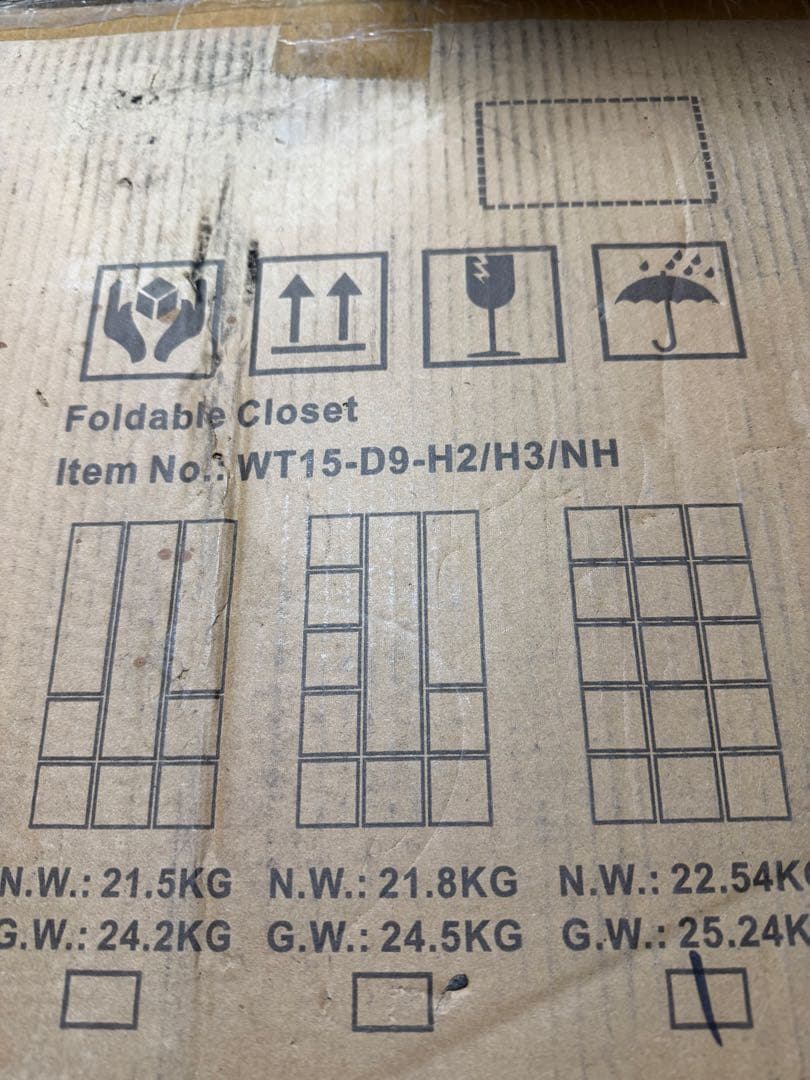 Foldable Closet
Item No.: WT15-D9-H2/H3/NH
N.W.: 21.5KG N.W.: 21.8KG N.W.: 22.54KG
G.W.: 24.2KG G.W.: 24.5KG G.W.: 25.24K